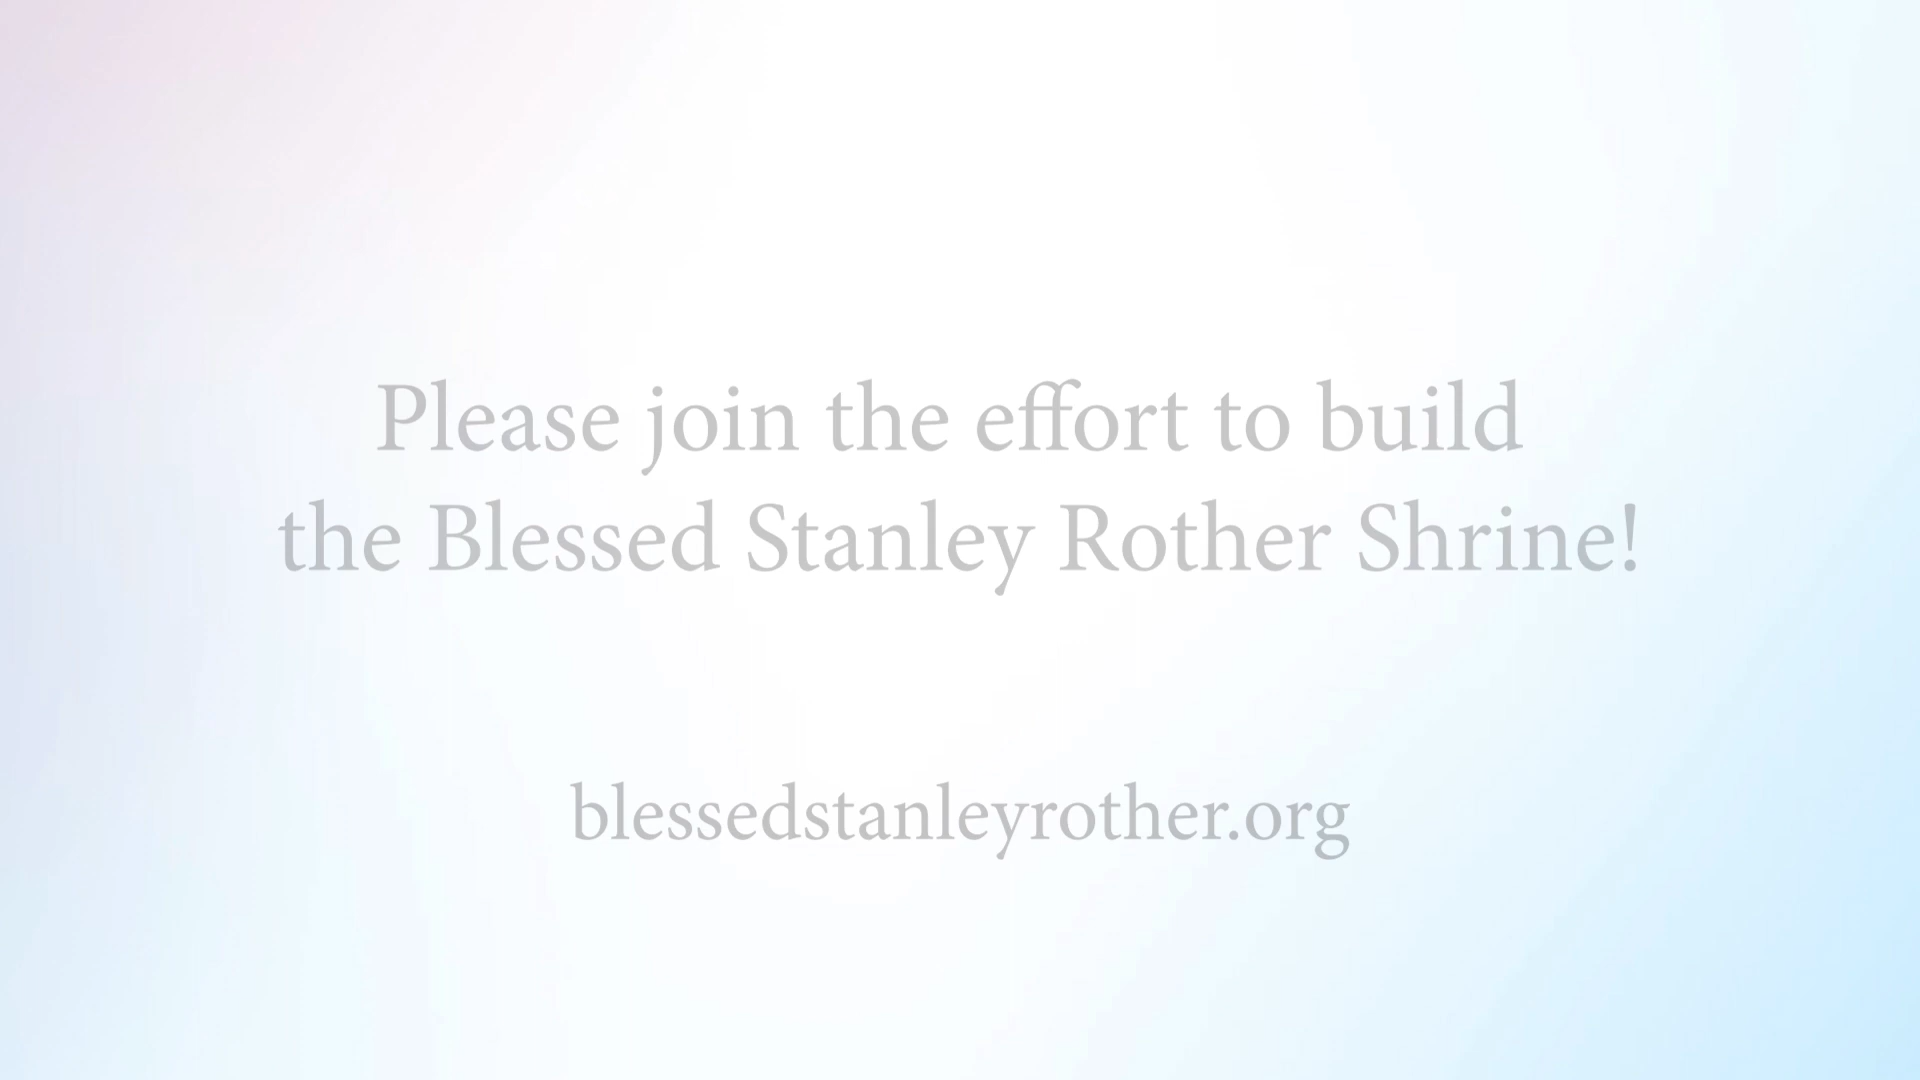 Please join the effort to build
the Blessed Stanley Rother Shrine!
blessedstanleyrother.org